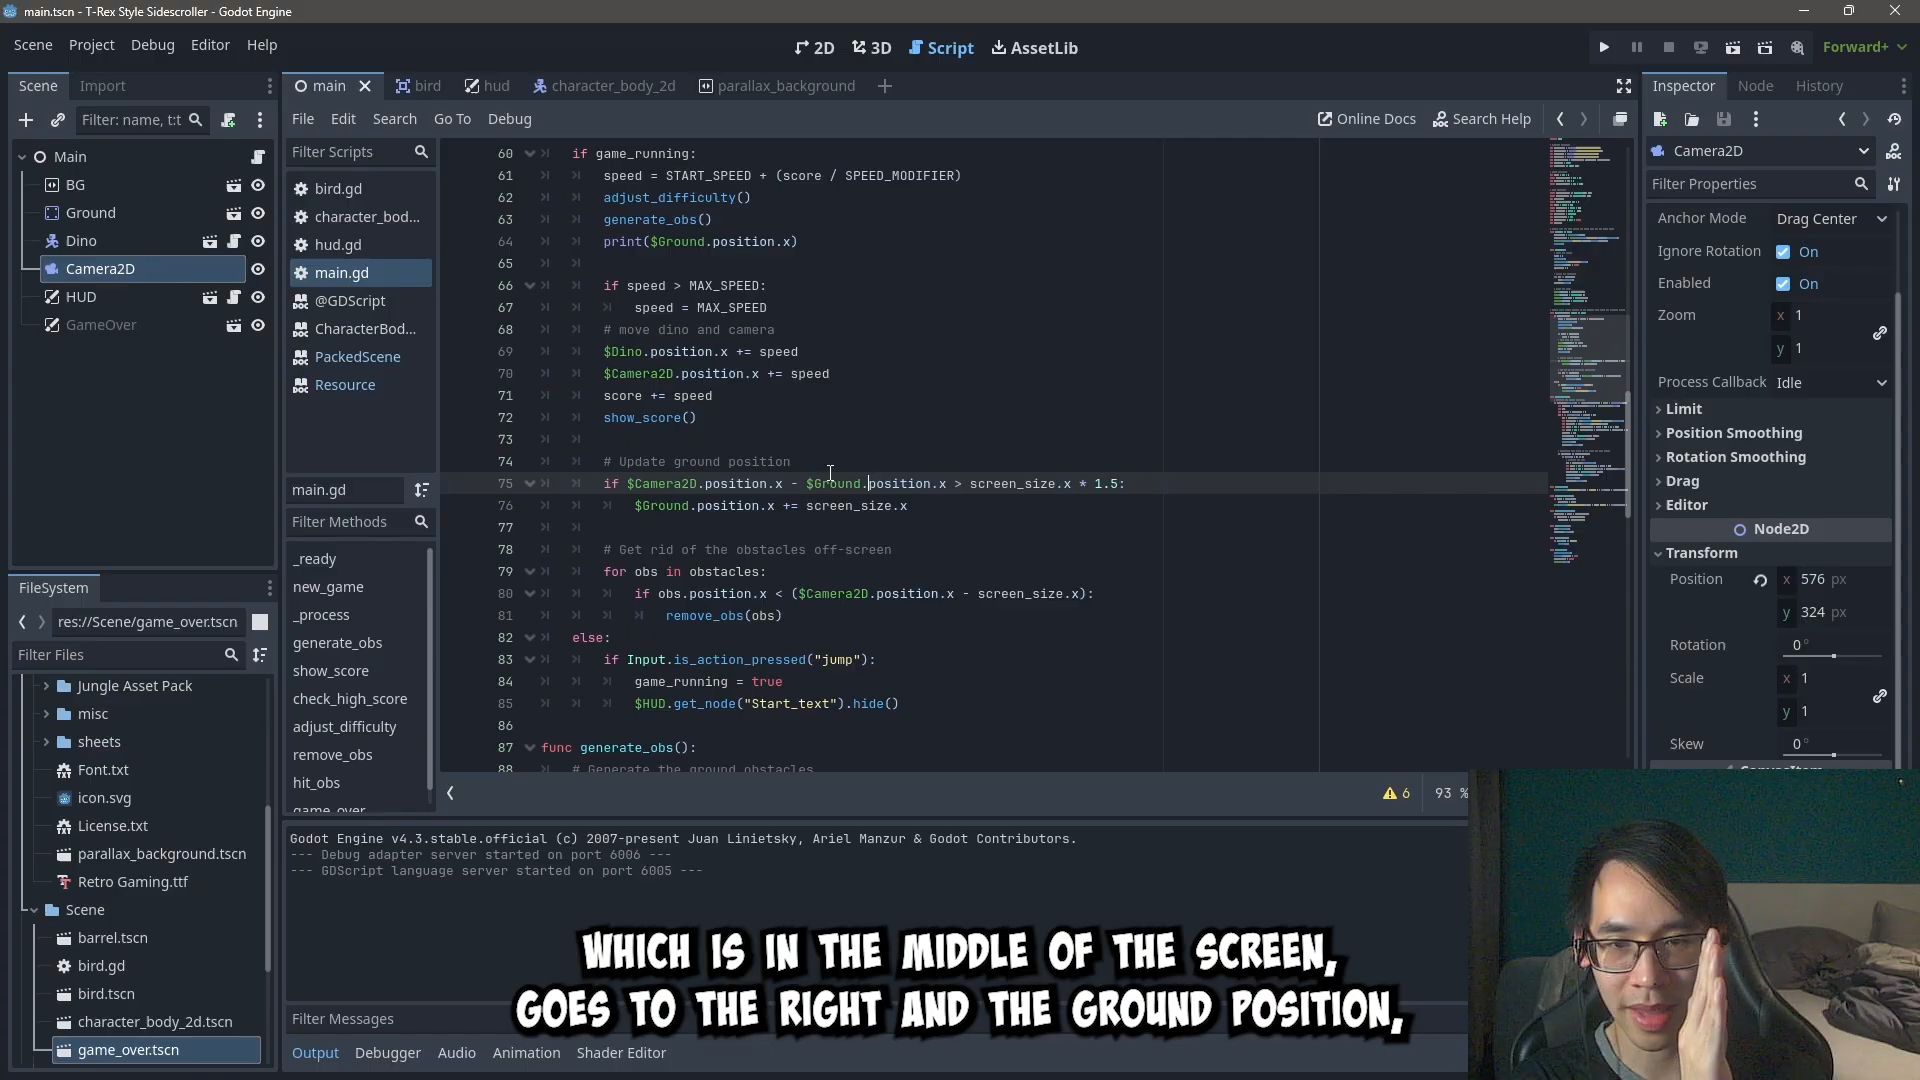 main.tscn - T-Rex Style Sidescroller - Godot Engine
Scene Project Debug Editor Help
2D 3D Script AssetLib
Forward+
Scene Import
Filter: name, t:t
Main
BG
Ground
Dino
Camera2D
HUD
GameOver
FileSystem
res://Scene/game_over.tscn
Filter Files
Jungle Asset Pack
misc
sheets
Font.txt
icon.svg
License.txt
parallax_background.tscn
Retro Gaming.ttf
Scene
barrel.tscn
bird.gd
bird.tscn
character_body_2d.tscn
game_over.tscn
main bird hud character_body_2d parallax_background
File Edit Search Go To Debug
Online Docs Search Help
Filter Scripts
bird.gd
character_bod...
hud.gd
main.gd
@GDScript
CharacterBod...
PackedScene
Resource
main.gd
Filter Methods
_ready
new_game
_process
generate_obs
show_score
check_high_score
adjust_difficulty
remove_obs
hit_obs
game_over
60 if game_running:
61 speed = START_SPEED + (score / SPEED_MODIFIER)
62 adjust_difficulty()
63 generate_obs()
64 print($Ground.position.x)
65
66 if speed > MAX_SPEED:
67 speed = MAX_SPEED
68 # move dino and camera
69 $Dino.position.x += speed
70 $Camera2D.position.x += speed
71 score += speed
72 show_score()
73
74 # Update ground position
75 if $Camera2D.position.x - $Ground.position.x > screen_size.x * 1.5:
76 $Ground.position.x += screen_size.x
77
78 # Get rid of the obstacles off-screen
79 for obs in obstacles:
80 if obs.position.x < ($Camera2D.position.x - screen_size.x):
81 remove_obs(obs)
82 else:
83 if Input.is_action_pressed("jump"):
84 game_running = true
85 $HUD.get_node("Start_text").hide()
86
87 func generate_obs():
88 # Generate the ground obstacles
6 93 %
Godot Engine v4.3.stable.official (c) 2007-present Juan Linietsky, Ariel Manzur & Godot Contributors.
--- Debug adapter server started on port 6006 ---
--- GDScript language server started on port 6005 ---
WHICH IS IN THE MIDDLE OF THE SCREEN,
GOES TO THE RIGHT AND THE GROUND POSITION,
Filter Messages
Output Debugger Audio Animation Shader Editor
Inspector Node History
Camera2D
Filter Properties
Anchor Mode Drag Center
Ignore Rotation On
Enabled On
Zoom x 1
y 1
Process Callback Idle
Limit
Position Smoothing
Rotation Smoothing
Drag
Editor
Node2D
Transform
Position x 576 px
y 324 px
Rotation 0 °
Scale x 1
y 1
Skew 0 °
CanvasItem